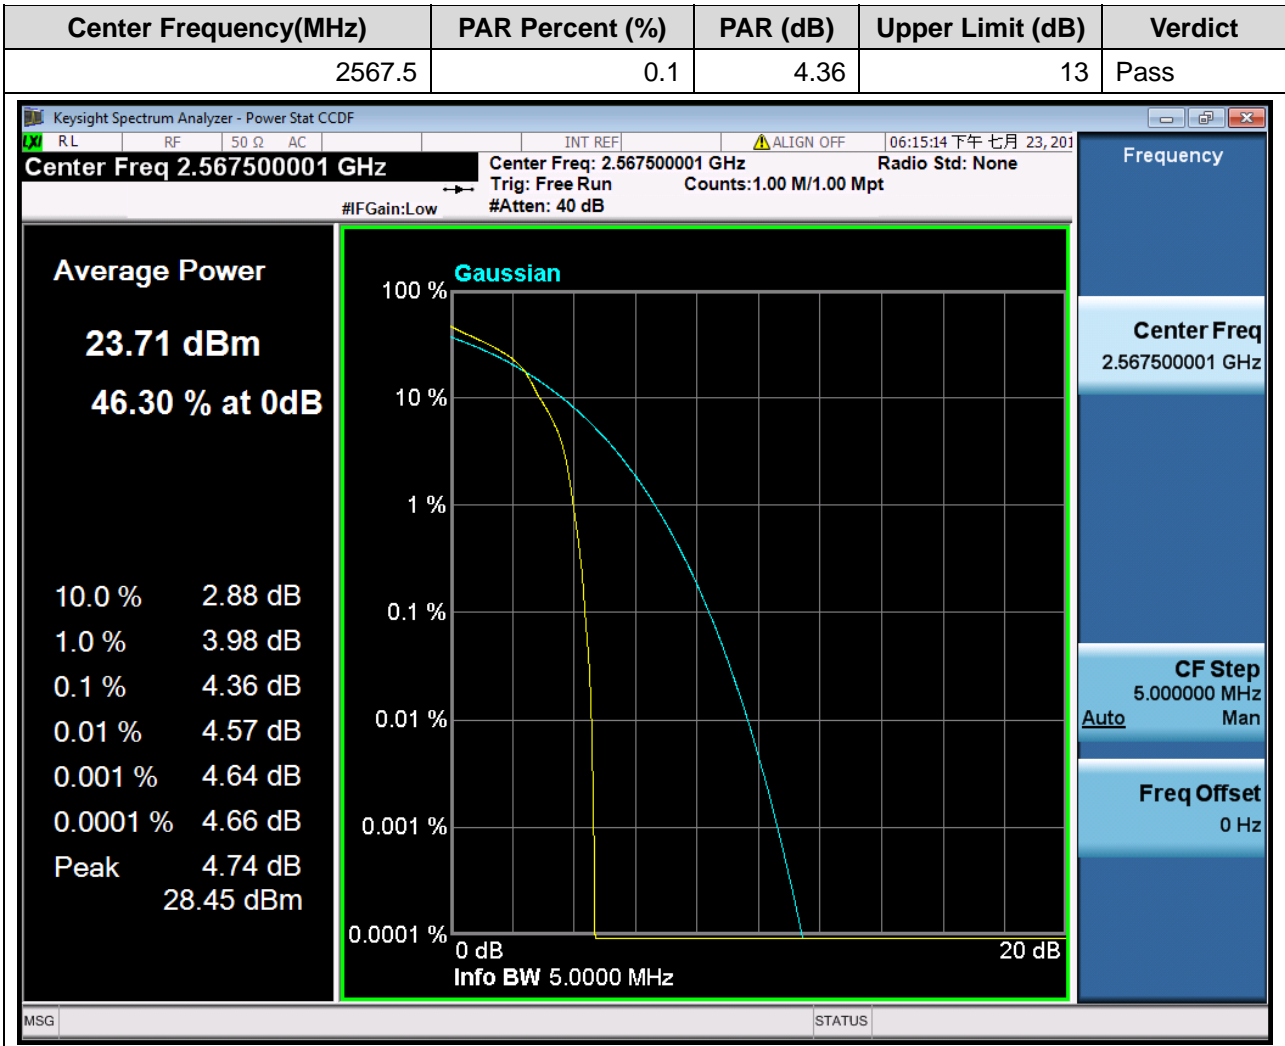 Center Frequency(MHz) PAR Percent (%) PAR (dB) Upper Limit (dB) Verdict
2567.5 0.1 4.36 13 Pass
Keysight Spectrum Analyzer - Power Stat CCDF
LXI RL RF 50 Ω AC INT REF ALIGN OFF 06:15:14 下午 七月 23, 201
Center Freq 2.567500001 GHz
Center Freq: 2.567500001 GHz Radio Std: None
Trig: Free Run Counts:1.00 M/1.00 Mpt
#IFGain:Low #Atten: 40 dB
Frequency
Average Power
23.71 dBm
46.30 % at 0dB
10.0 % 2.88 dB
1.0 % 3.98 dB
0.1 % 4.36 dB
0.01 % 4.57 dB
0.001 % 4.64 dB
0.0001 % 4.66 dB
Peak 4.74 dB
28.45 dBm
Gaussian
100 %
10 %
1 %
0.1 %
0.01 %
0.001 %
0.0001 %
0 dB 20 dB
Info BW 5.0000 MHz
Center Freq
2.567500001 GHz
CF Step
5.000000 MHz
Auto Man
Freq Offset
0 Hz
MSG STATUS